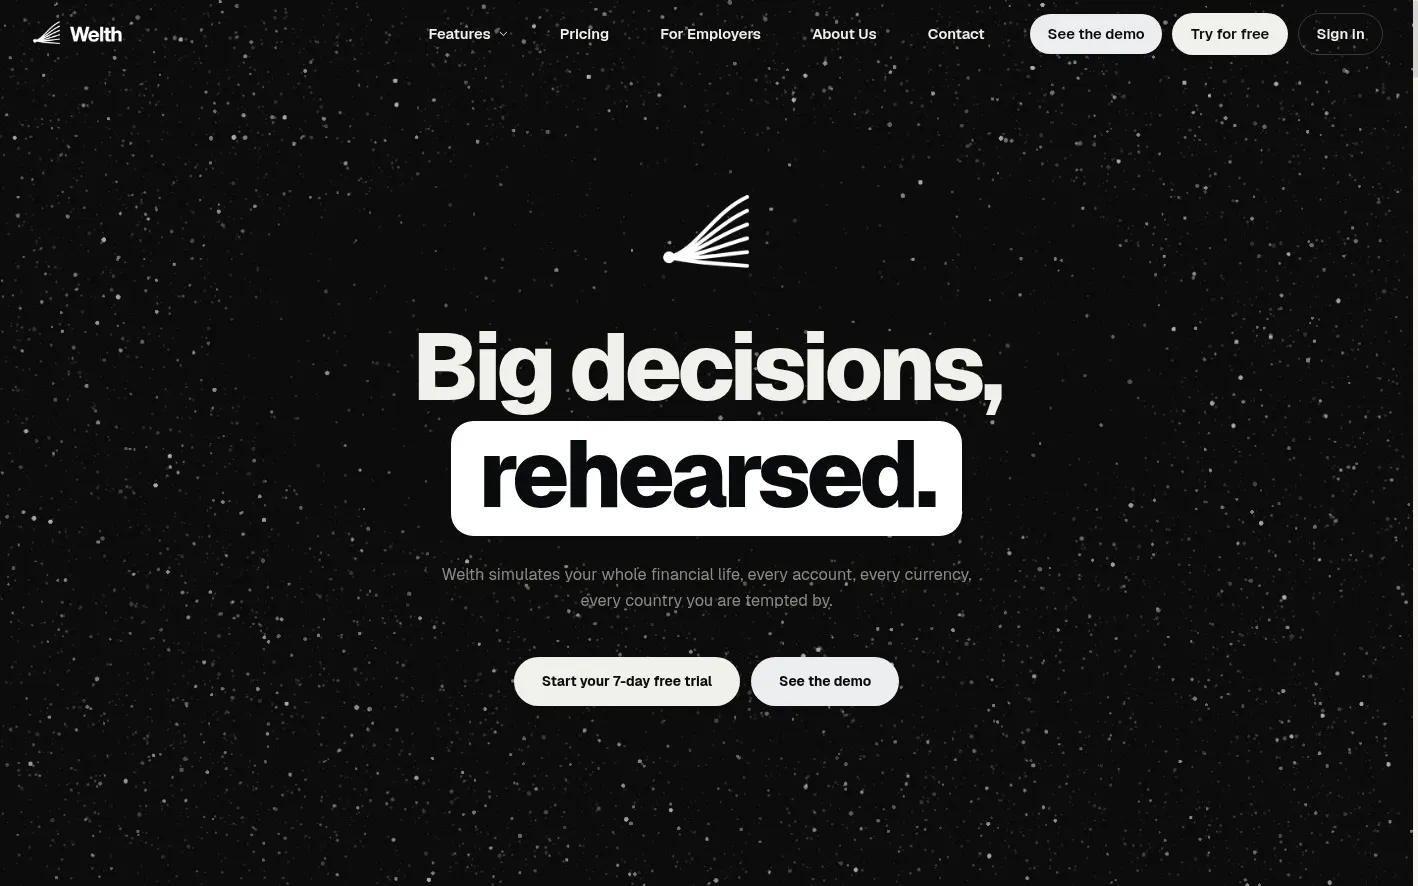 Welth
Features
Pricing
For Employers
About Us
Contact
See the demo
Try for free
Sign in
Big decisions,
rehearsed.
Welth simulates your whole financial life, every account, every currency,
every country you are tempted by.
Start your 7-day free trial
See the demo